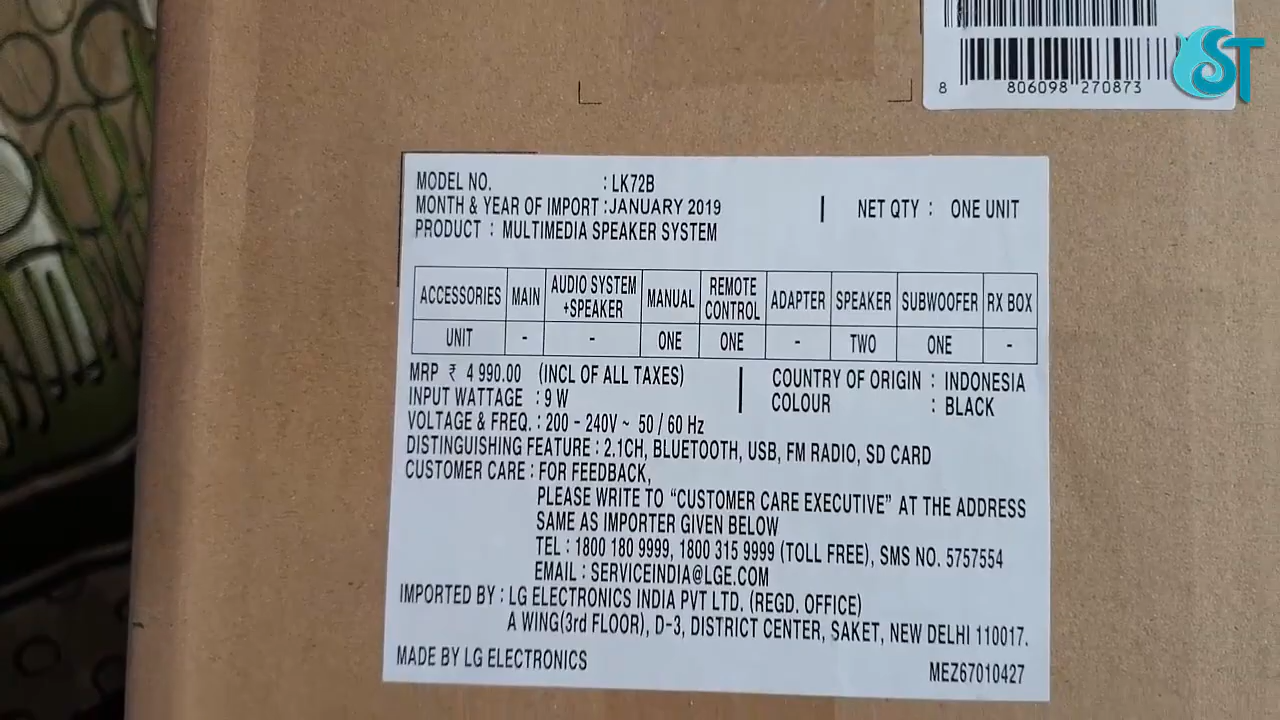 ST
8 806098 270873
MODEL NO. : LK72B
MONTH & YEAR OF IMPORT : JANUARY 2019 | NET QTY : ONE UNIT
PRODUCT : MULTIMEDIA SPEAKER SYSTEM
ACCESSORIES MAIN AUDIO SYSTEM +SPEAKER MANUAL REMOTE CONTROL ADAPTER SPEAKER SUBWOOFER RX BOX
UNIT - - ONE ONE - TWO ONE -
MRP ₹ 4 990.00 (INCL OF ALL TAXES) | COUNTRY OF ORIGIN : INDONESIA
INPUT WATTAGE : 9 W COLOUR : BLACK
VOLTAGE & FREQ. : 200 - 240V ~ 50 / 60 Hz
DISTINGUISHING FEATURE : 2.1CH, BLUETOOTH, USB, FM RADIO, SD CARD
CUSTOMER CARE : FOR FEEDBACK,
PLEASE WRITE TO “CUSTOMER CARE EXECUTIVE” AT THE ADDRESS
SAME AS IMPORTER GIVEN BELOW
TEL : 1800 180 9999, 1800 315 9999 (TOLL FREE), SMS NO. 5757554
EMAIL : SERVICEINDIA@LGE.COM
IMPORTED BY : LG ELECTRONICS INDIA PVT LTD. (REGD. OFFICE)
A WING(3rd FLOOR), D-3, DISTRICT CENTER, SAKET, NEW DELHI 110017.
MADE BY LG ELECTRONICS MEZ67010427